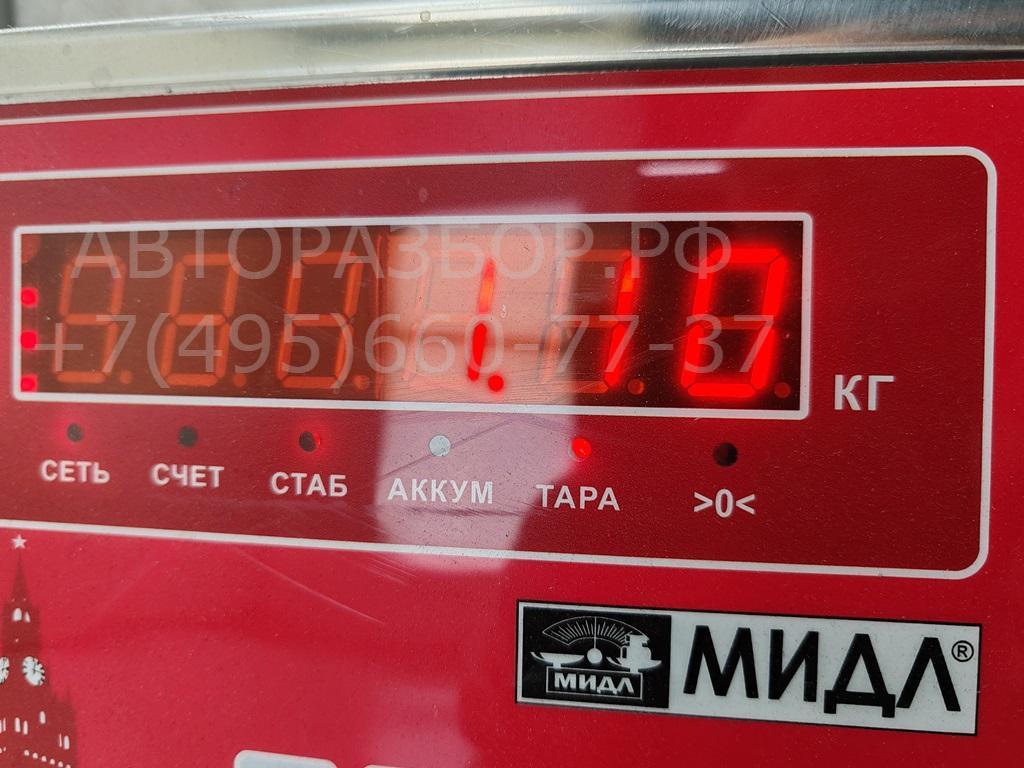 АВТОРАЗБОР.РФ
+7(495)660-77-37
1.10
КГ
СЕТЬ СЧЕТ СТАБ АККУМ ТАРА >0<
МИДЛ МИДЛ®